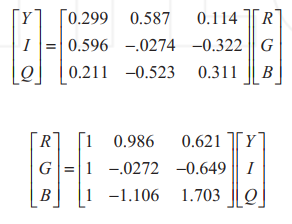 Y 0.299 0.587 0.114 R
I = 0.596 -.0274 -0.322 G
Q 0.211 -0.523 0.311 B
R 1 0.986 0.621 Y
G = 1 -.0272 -0.649 I
B 1 -1.106 1.703 Q